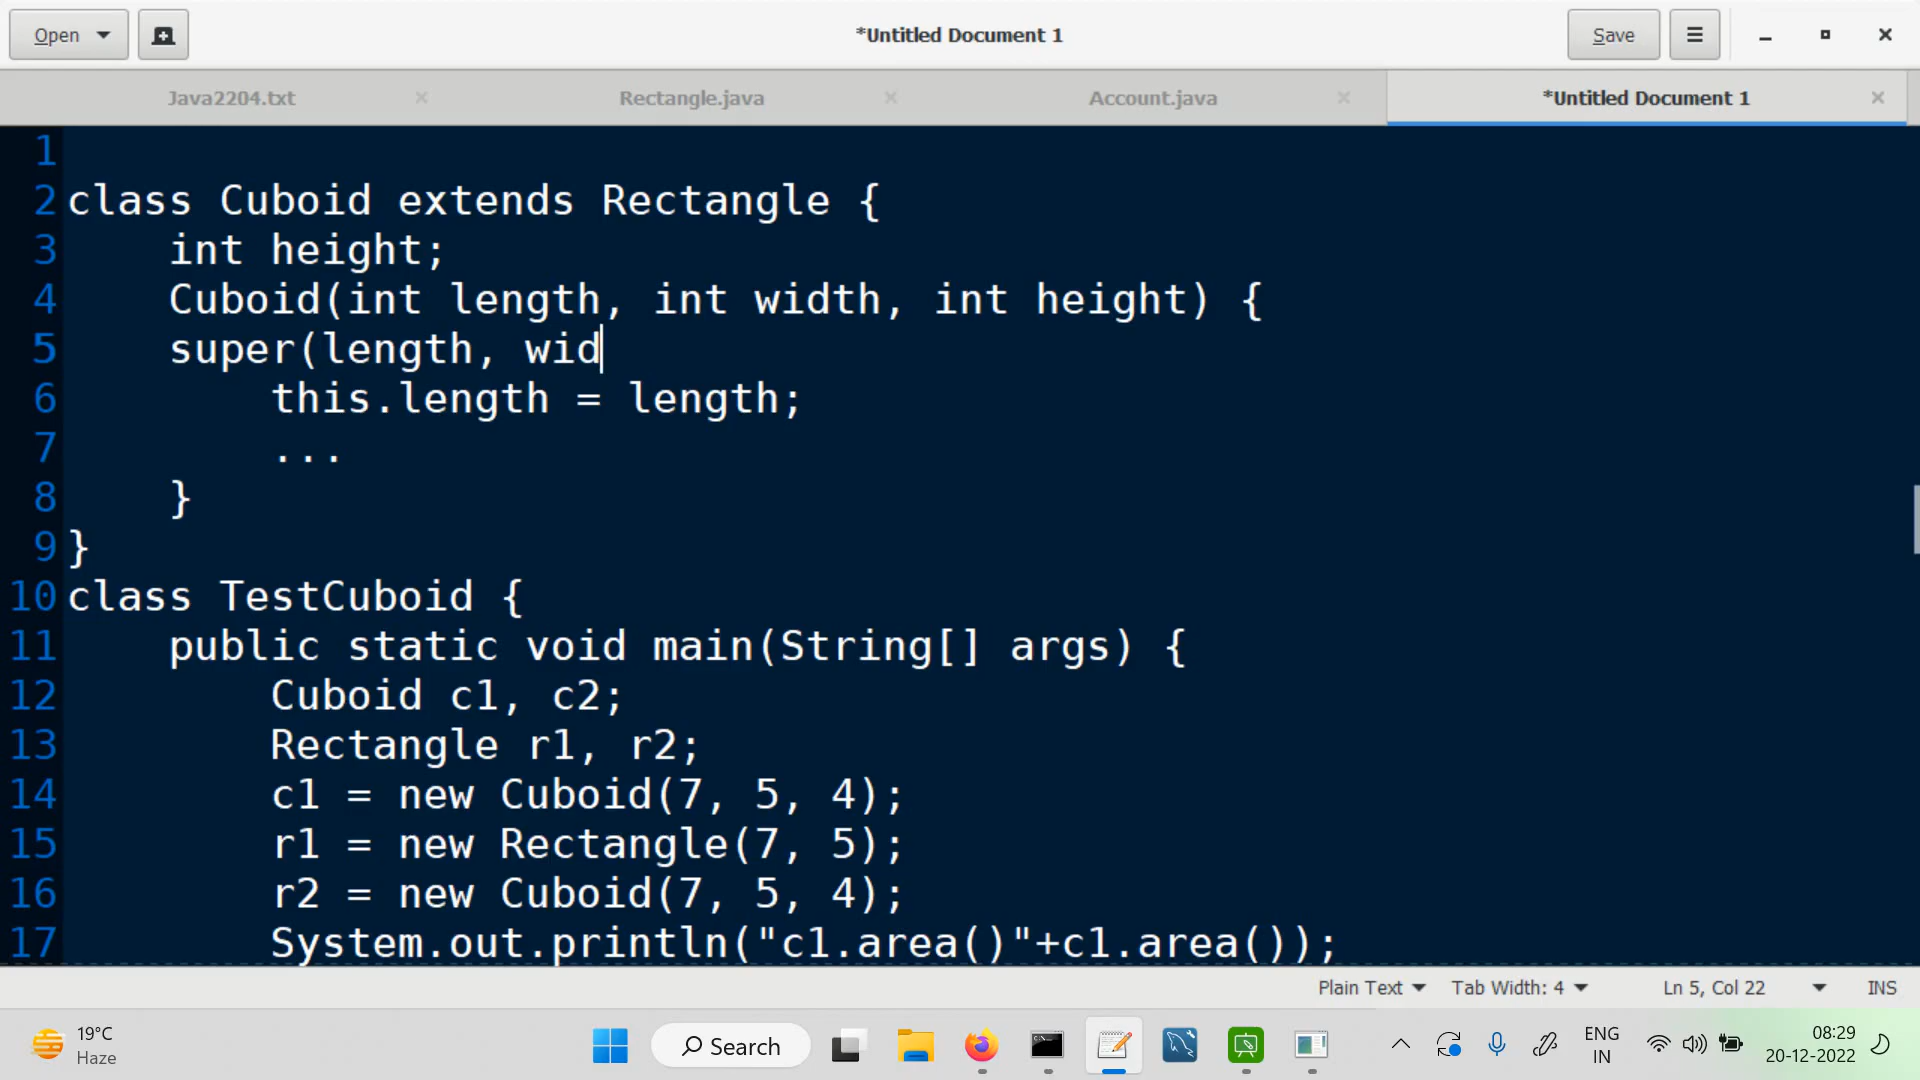 Open
*Untitled Document 1
Save
Java2204.txt
Rectangle.java
Account.java
*Untitled Document 1
1
2 class Cuboid extends Rectangle {
3 int height;
4 Cuboid(int length, int width, int height) {
5 super(length, wid
6 this.length = length;
7 ...
8 }
9 }
10 class TestCuboid {
11 public static void main(String[] args) {
12 Cuboid c1, c2;
13 Rectangle r1, r2;
14 c1 = new Cuboid(7, 5, 4);
15 r1 = new Rectangle(7, 5);
16 r2 = new Cuboid(7, 5, 4);
17 System.out.println("c1.area()"+c1.area());
Plain Text
Tab Width: 4
Ln 5, Col 22
INS
19°C
Haze
Search
ENG
IN
08:29
20-12-2022